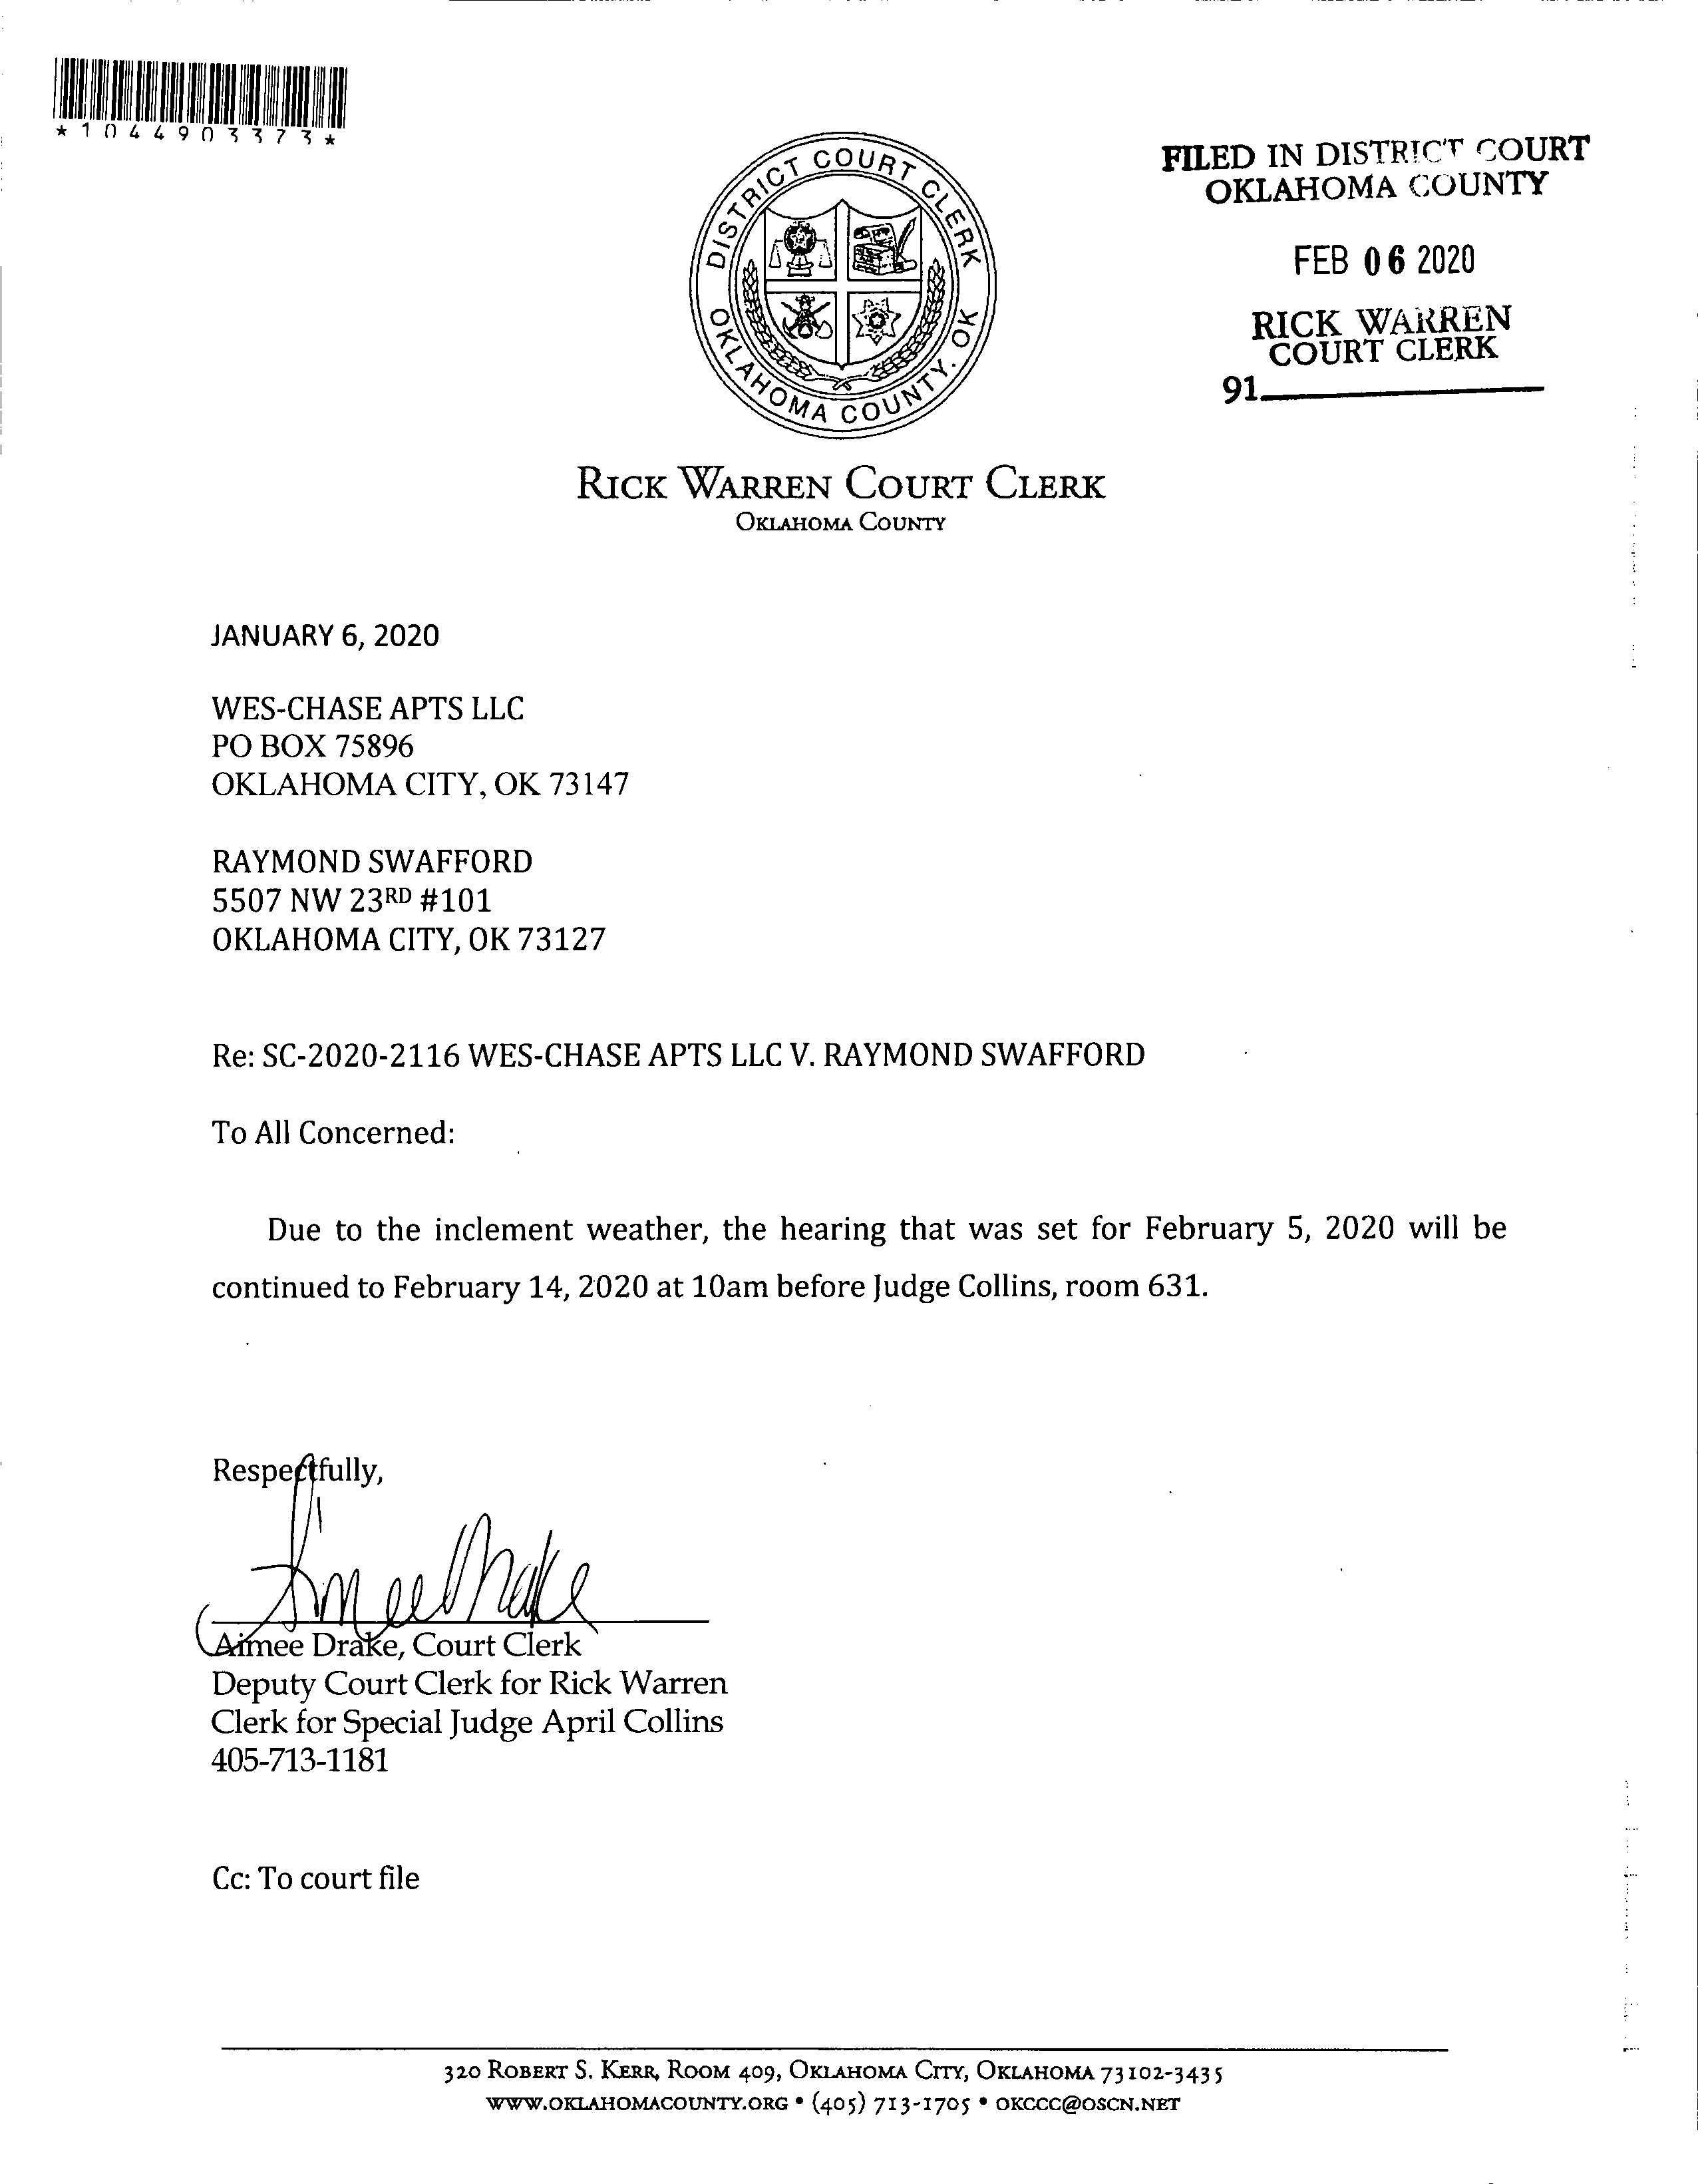 *1044903373*
DISTRICT COURT CLERK
OKLAHOMA COUNTY, OK
FILED IN DISTRICT COURT
OKLAHOMA COUNTY
FEB 06 2020
RICK WARREN
COURT CLERK
91
RICK WARREN COURT CLERK
OKLAHOMA COUNTY
JANUARY 6, 2020
WES-CHASE APTS LLC
PO BOX 75896
OKLAHOMA CITY, OK 73147
RAYMOND SWAFFORD
5507 NW 23RD #101
OKLAHOMA CITY, OK 73127
Re: SC-2020-2116 WES-CHASE APTS LLC V. RAYMOND SWAFFORD
To All Concerned:
Due to the inclement weather, the hearing that was set for February 5, 2020 will be
continued to February 14, 2020 at 10am before Judge Collins, room 631.
Respectfully,
Aimee Drake
Aimee Drake, Court Clerk
Deputy Court Clerk for Rick Warren
Clerk for Special Judge April Collins
405-713-1181
Cc: To court file
320 ROBERT S. KERR, ROOM 409, OKLAHOMA CITY, OKLAHOMA 73102-3435
WWW.OKLAHOMACOUNTY.ORG • (405) 713-1705 • OKCCC@OSCN.NET